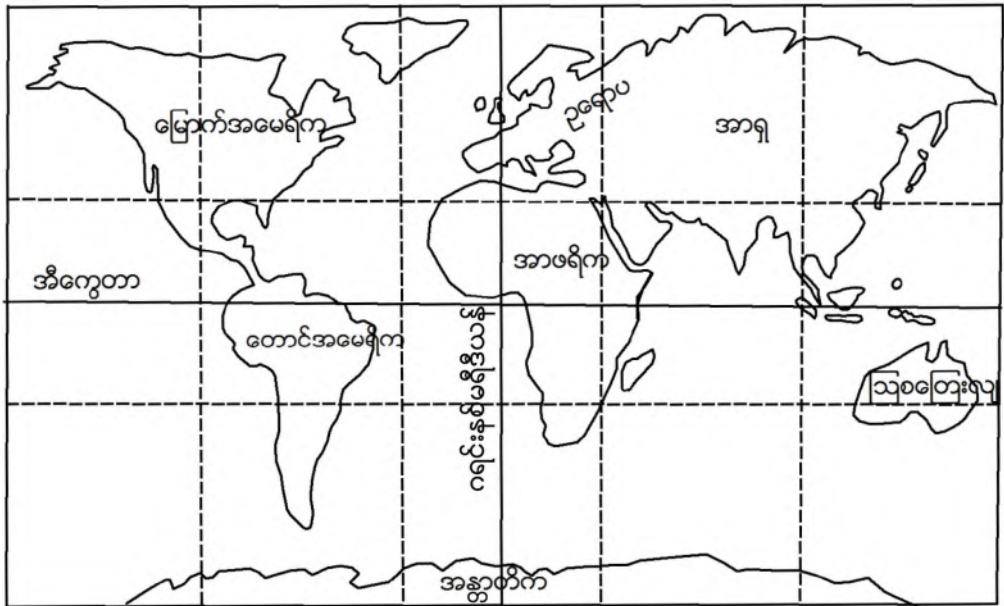 ဥရောပ
မြောက်အမေရိက
အာရှ
အာဖရိက
အီကွေတာ
တောင်အမေရိက
ဩစတြေးလျ
ဂရင်းနစ်မရီဒီယန်
အန္တာတိက